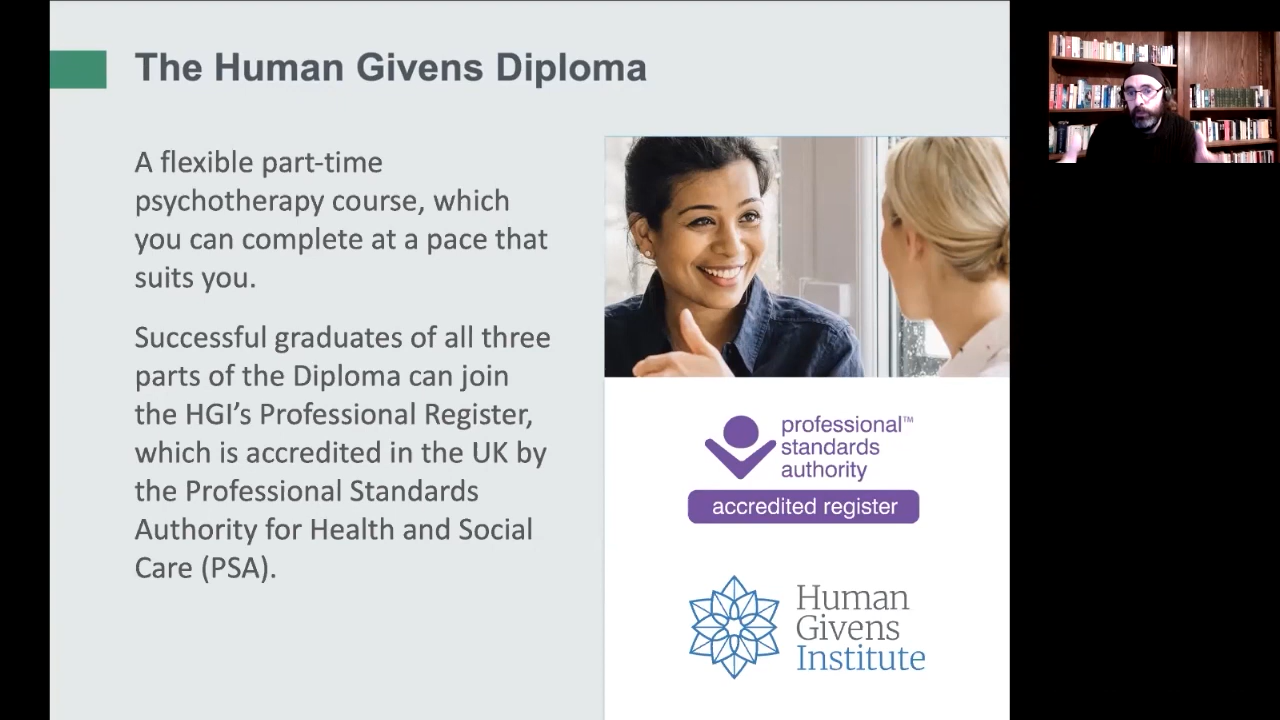 The Human Givens Diploma
A flexible part-time
psychotherapy course, which
you can complete at a pace that
suits you.
Successful graduates of all three
parts of the Diploma can join
the HGI’s Professional Register,
which is accredited in the UK by
the Professional Standards
Authority for Health and Social
Care (PSA).
professional™
standards
authority
accredited register
Human
Givens
Institute